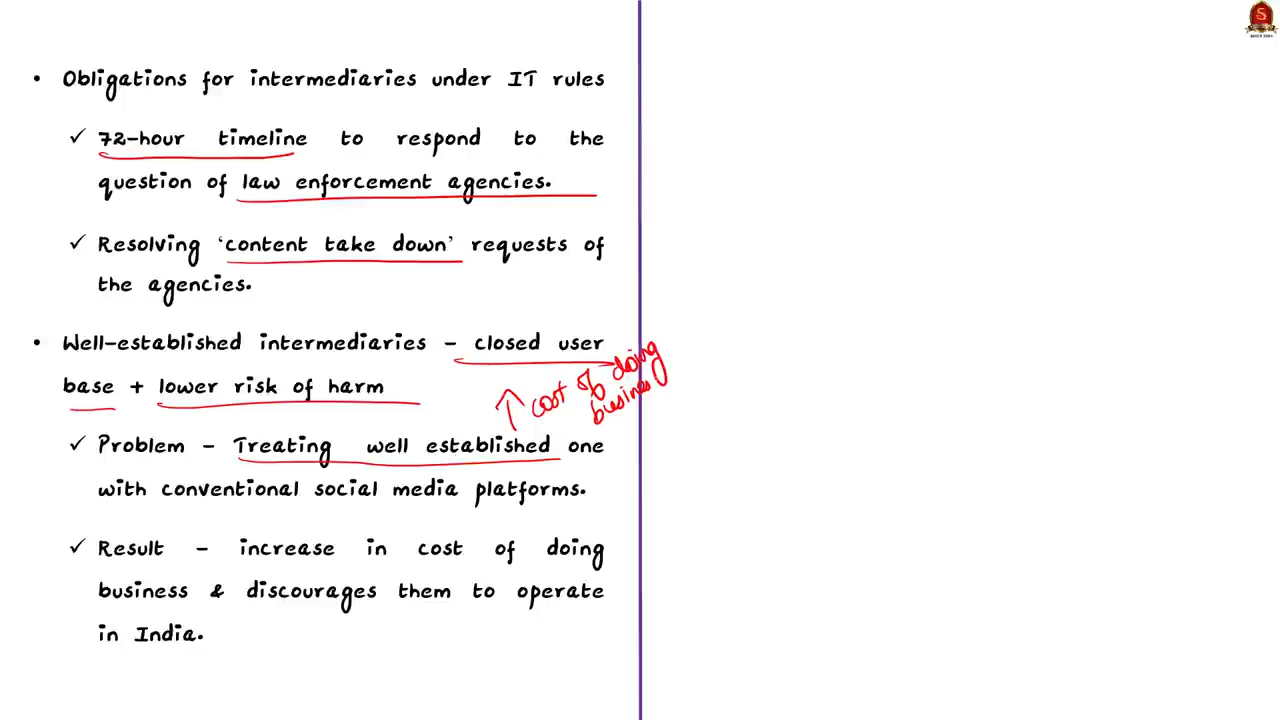 • Obligations for intermediaries under IT rules
✓ 72-hour timeline to respond to the
question of law enforcement agencies.
✓ Resolving ‘content take down’ requests of
the agencies.
• Well-established intermediaries – closed user
base + lower risk of harm
↑ cost of doing
business
✓ Problem – Treating well established one
with conventional social media platforms.
✓ Result – increase in cost of doing
business & discourages them to operate
in India.
S
SINCE 2004